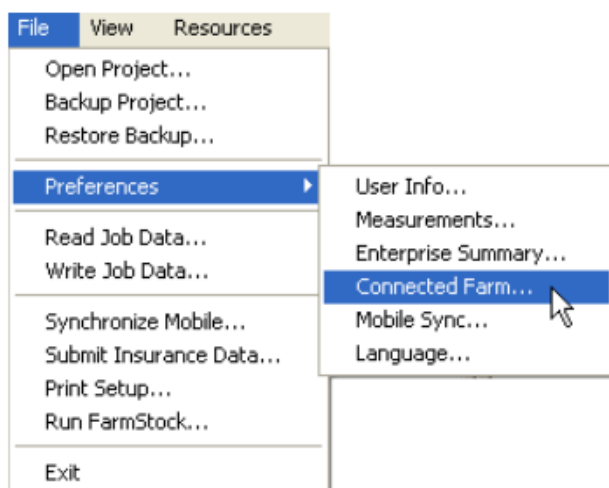 File View Resources
Open Project...
Backup Project...
Restore Backup...
Preferences
Read Job Data...
Write Job Data...
Synchronize Mobile...
Submit Insurance Data...
Print Setup...
Run FarmStock...
Exit
User Info...
Measurements...
Enterprise Summary...
Connected Farm...
Mobile Sync...
Language...